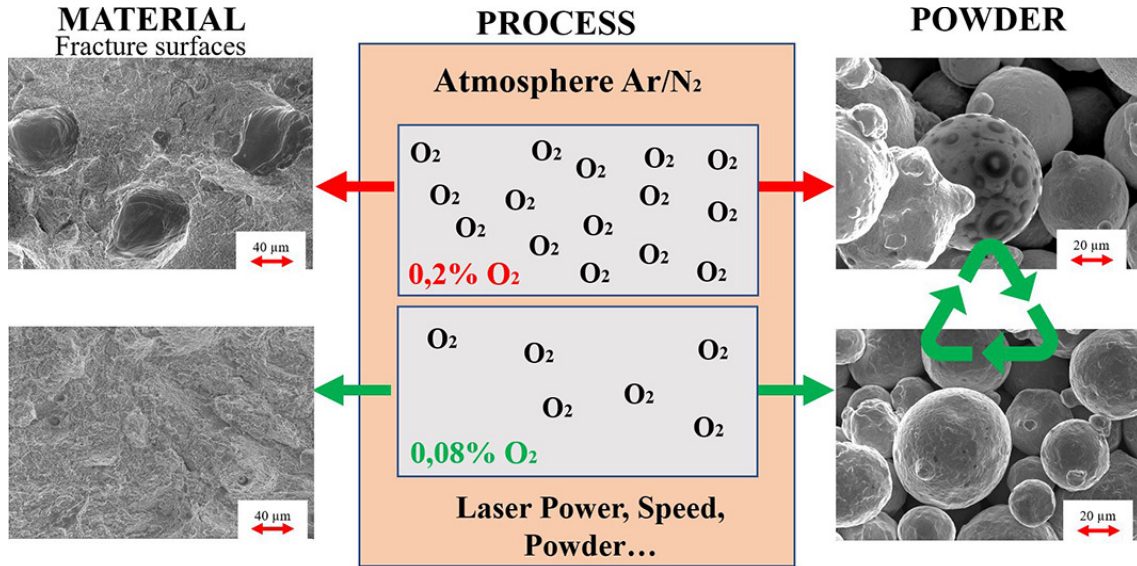 MATERIAL
Fracture surfaces
40 µm
40 µm
PROCESS
Atmosphere Ar/N₂
O₂ O₂ O₂ O₂ O₂
O₂ O₂ O₂ O₂
O₂ O₂ O₂ O₂
O₂ O₂
0,2% O₂
O₂ O₂ O₂
O₂ O₂
O₂
0,08% O₂
Laser Power, Speed,
Powder…
POWDER
20 µm
20 µm